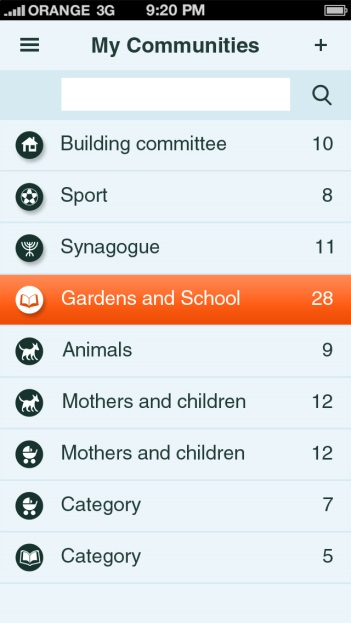 ORANGE 3G 9:20 PM
My Communities +
Building committee 10
Sport 8
Synagogue 11
Gardens and School 28
Animals 9
Mothers and children 12
Mothers and children 12
Category 7
Category 5